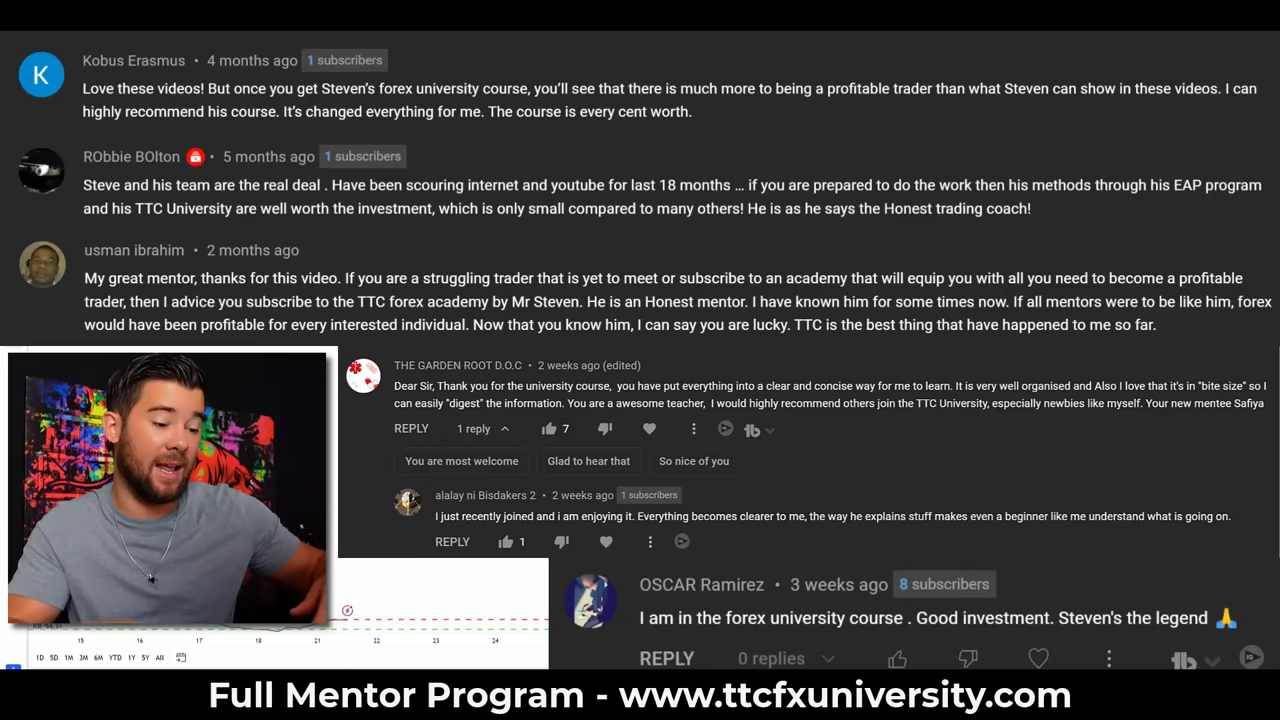 Kobus Erasmus • 4 months ago 1 subscribers
Love these videos! But once you get Steven's forex university course, you'll see that there is much more to being a profitable trader than what Steven can show in these videos. I can
highly recommend his course. It's changed everything for me. The course is every cent worth.
K
RObbie BOlton • 5 months ago 1 subscribers
Steve and his team are the real deal . Have been scouring internet and youtube for last 18 months … if you are prepared to do the work then his methods through his EAP program
and his TTC University are well worth the investment, which is only small compared to many others! He is as he says the Honest trading coach!
usman ibrahim • 2 months ago
My great mentor, thanks for this video. If you are a struggling trader that is yet to meet or subscribe to an academy that will equip you with all you need to become a profitable
trader, then I advice you subscribe to the TTC forex academy by Mr Steven. He is an Honest mentor. I have known him for some times now. If all mentors were to be like him, forex
would have been profitable for every interested individual. Now that you know him, I can say you are lucky. TTC is the best thing that have happened to me so far.
THE GARDEN ROOT D.O.C • 2 weeks ago (edited)
Dear Sir, Thank you for the university course, you have put everything into a clear and concise way for me to learn. It is very well organised and Also I love that it's in "bite size" so I
can easily "digest" the information. You are a awesome teacher, I would highly recommend others join the TTC University, especially newbies like myself. Your new mentee Safiya
REPLY 1 reply 7
You are most welcome Glad to hear that So nice of you
alalay ni Bisdakers 2 • 2 weeks ago 1 subscribers
I just recently joined and i am enjoying it. Everything becomes clearer to me, the way he explains stuff makes even a beginner like me understand what is going on.
REPLY 1
OSCAR Ramirez • 3 weeks ago 8 subscribers
I am in the forex university course . Good investment. Steven's the legend 🙏
REPLY 0 replies
15 16 17 18 21 22 23 24
1D 5D 1M 3M 6M YTD 1Y 5Y All
Full Mentor Program - www.ttcfxuniversity.com